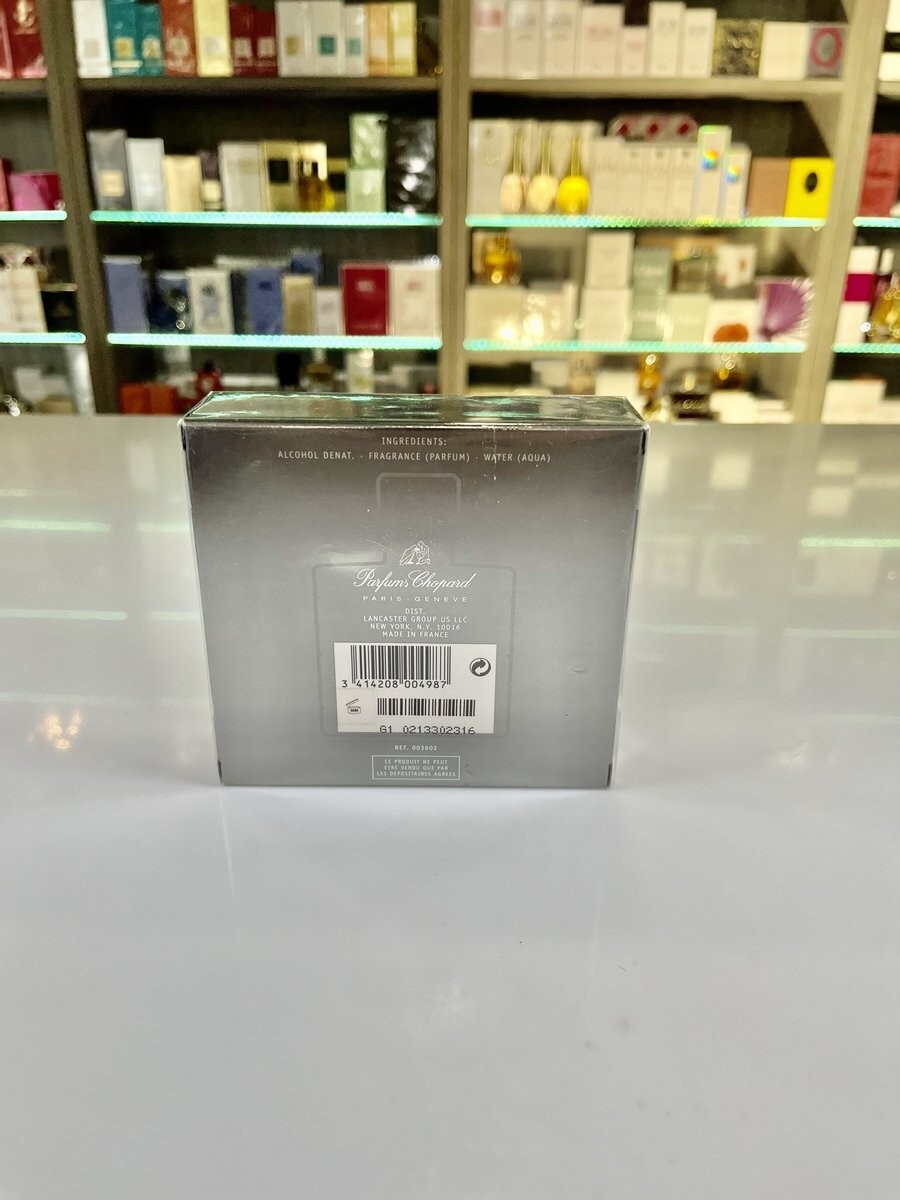 INGREDIENTS:
ALCOHOL DENAT. · FRAGRANCE (PARFUM) · WATER (AQUA)
Parfums Chopard
PARIS - GENEVE
DIST.
LANCASTER GROUP US LLC
NEW YORK, N.Y. 10016
MADE IN FRANCE
3 414208 004987
G1 0213302316
REF. 003602
CE PRODUIT NE PEUT
ETRE VENDU QUE PAR
LES DEPOSITAIRES AGREES